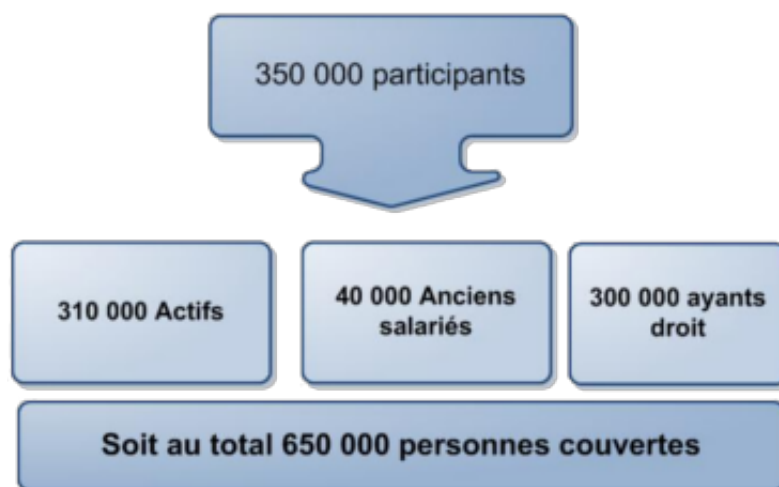 350 000 participants
310 000 Actifs
40 000 Anciens
salariés
300 000 ayants
droit
Soit au total 650 000 personnes couvertes